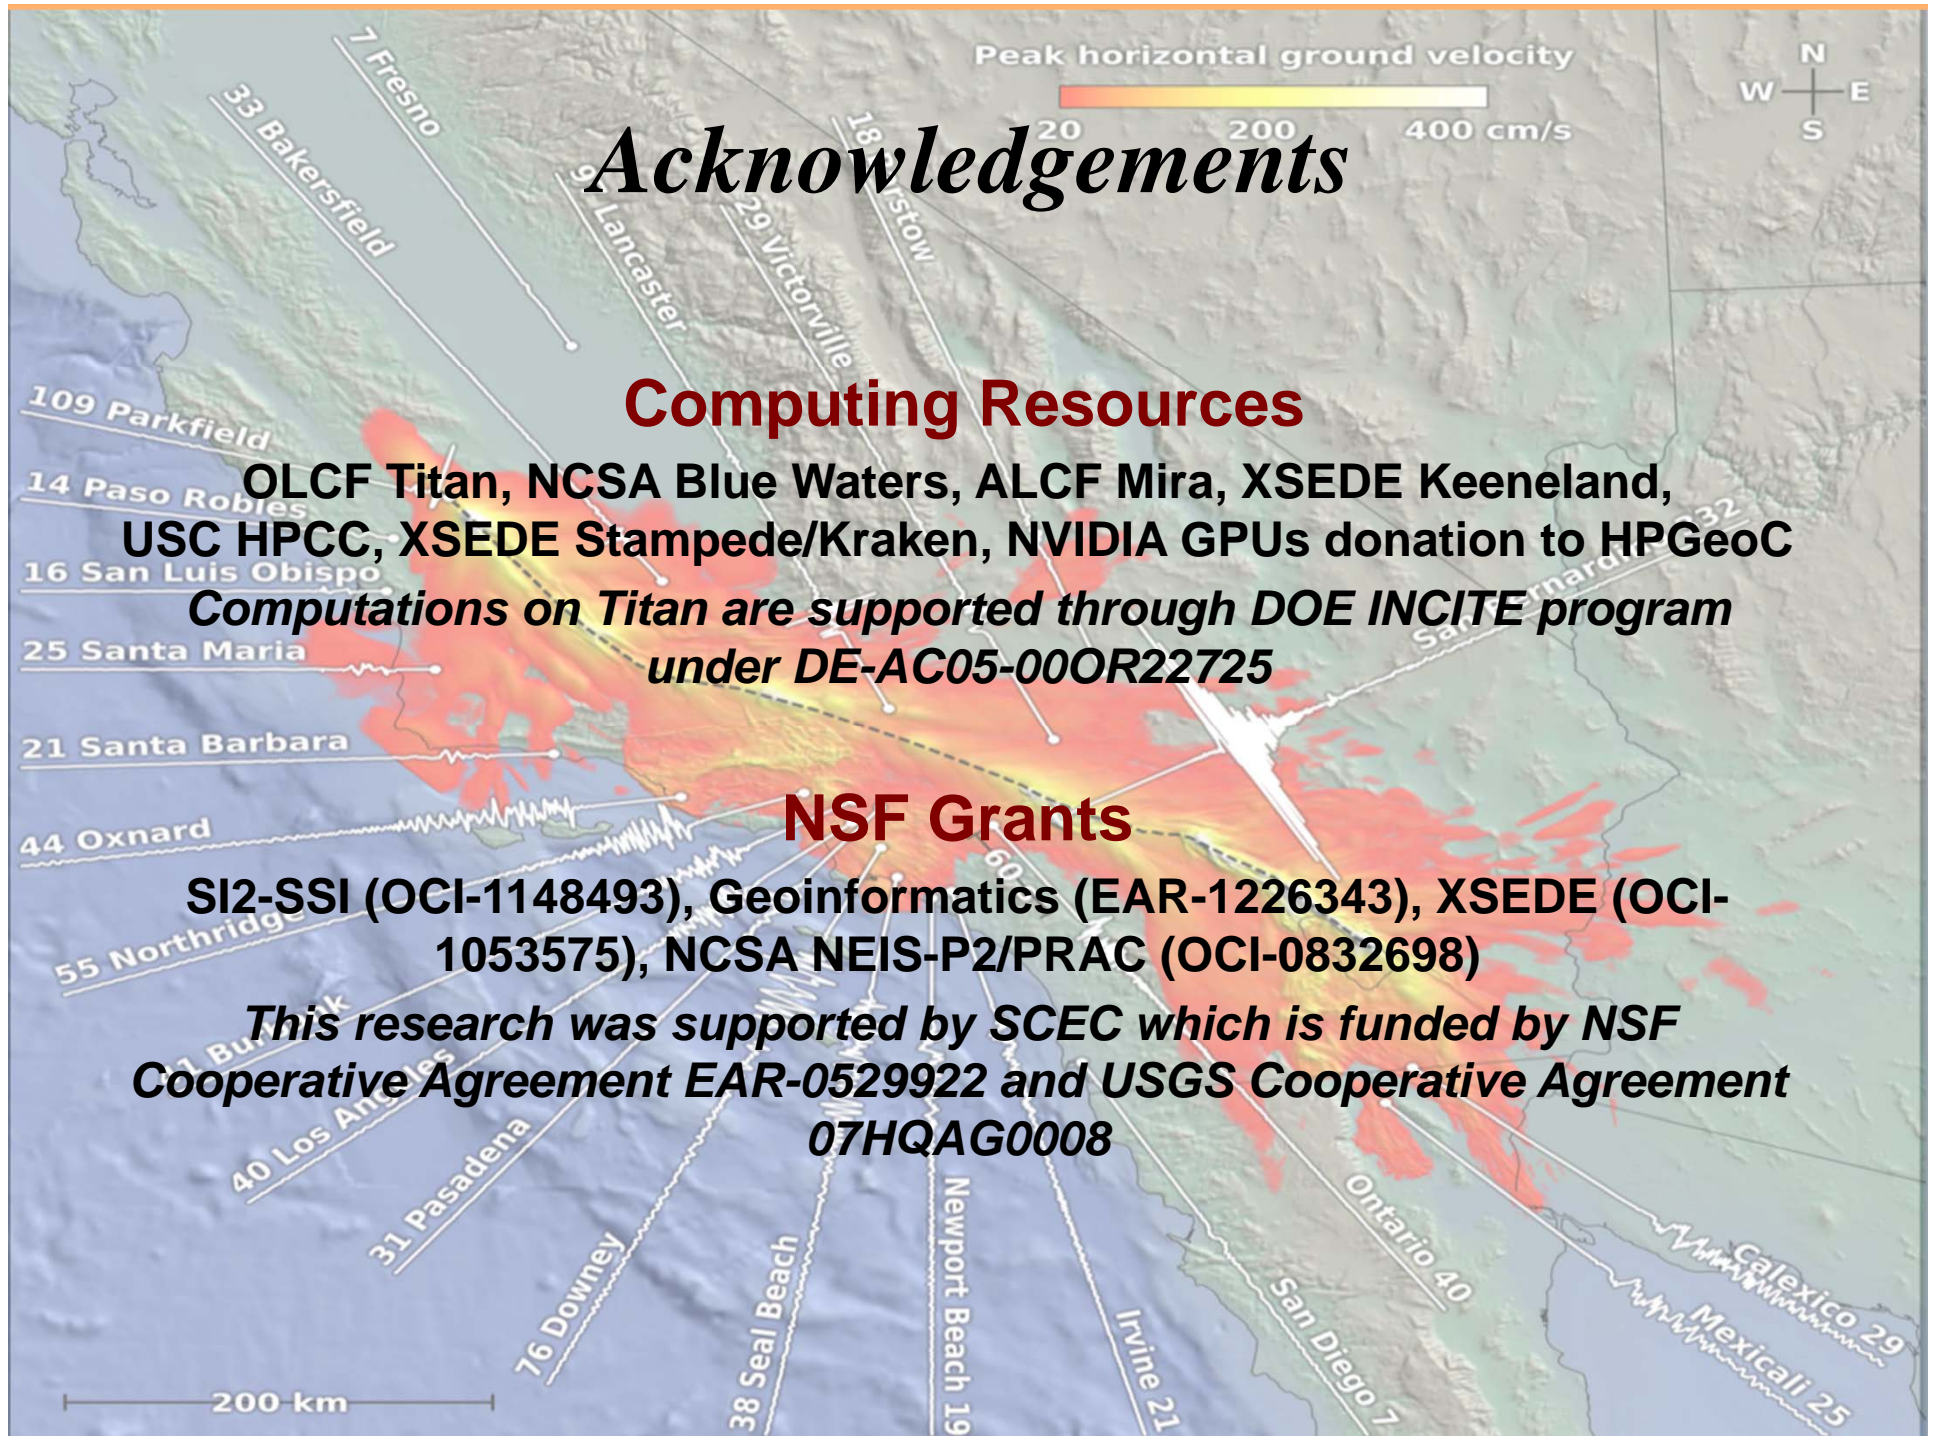 Peak horizontal ground velocity
20 200 400 cm/s
N
W E
S
7 Fresno
33 Bakersfield
Lancaster
29 Victorville
Acknowledgements
Computing Resources
109 Parkfield
14 Paso Robles
OLCF Titan, NCSA Blue Waters, ALCF Mira, XSEDE Keeneland,
USC HPCC, XSEDE Stampede/Kraken, NVIDIA GPUs donation to HPGeoC
16 San Luis Obispo
Computations on Titan are supported through DOE INCITE program
under DE-AC05-00OR22725
25 Santa Maria
21 Santa Barbara
44 Oxnard
NSF Grants
60
SI2-SSI (OCI-1148493), Geoinformatics (EAR-1226343), XSEDE (OCI-
1053575), NCSA NEIS-P2/PRAC (OCI-0832698)
55 Northridge
This research was supported by SCEC which is funded by NSF
Cooperative Agreement EAR-0529922 and USGS Cooperative Agreement
07HQAG0008
40 Los Angeles
31 Pasadena
76 Downey
38 Seal Beach
Newport Beach 19
Irvine 21
San Diego 7
Ontario 40
Calexico 29
Mexicali 25
200 km